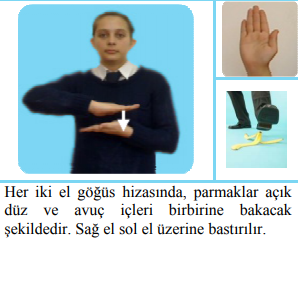 Her iki el göğüs hizasında, parmaklar açık
düz ve avuç içleri birbirine bakacak
şekildedir. Sağ el sol el üzerine bastırılır.